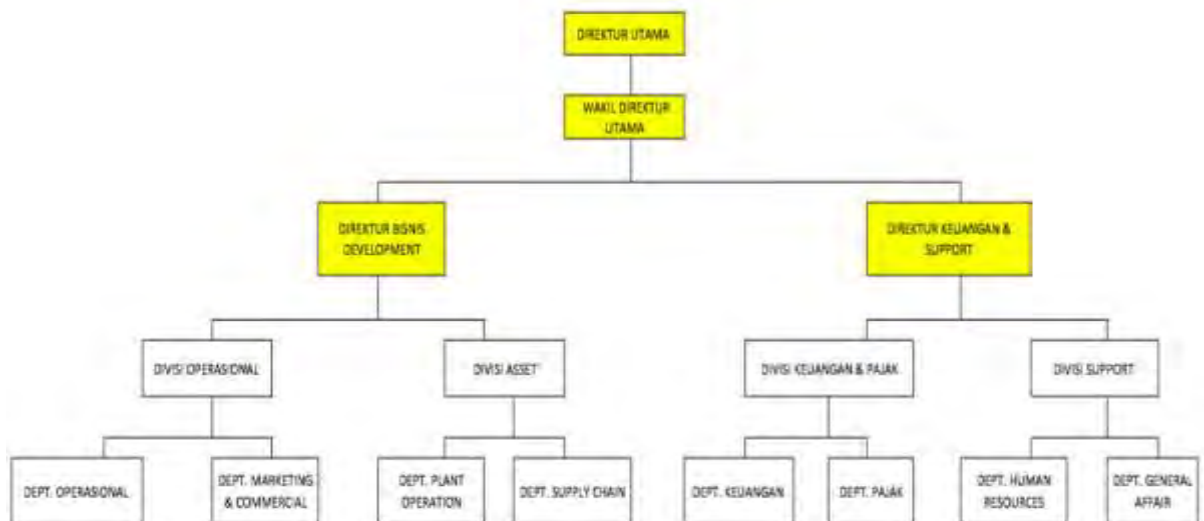 DIREKTUR UTAMA
WAKIL DIREKTUR
UTAMA
DIREKTUR BISNIS
DEVELOPMENT
DIREKTUR KEUANGAN &
SUPPORT
DIVISI OPERASIONAL
DIVISI ASSET
DIVISI KEUANGAN & PAJAK
DIVISI SUPPORT
DEPT. OPERASIONAL
DEPT. MARKETING
& COMMERCIAL
DEPT. PLANT
OPERATION
DEPT. SUPPLY CHAIN
DEPT. KEUANGAN
DEPT. PAJAK
DEPT. HUMAN
RESOURCES
DEPT. GENERAL
AFFAIR